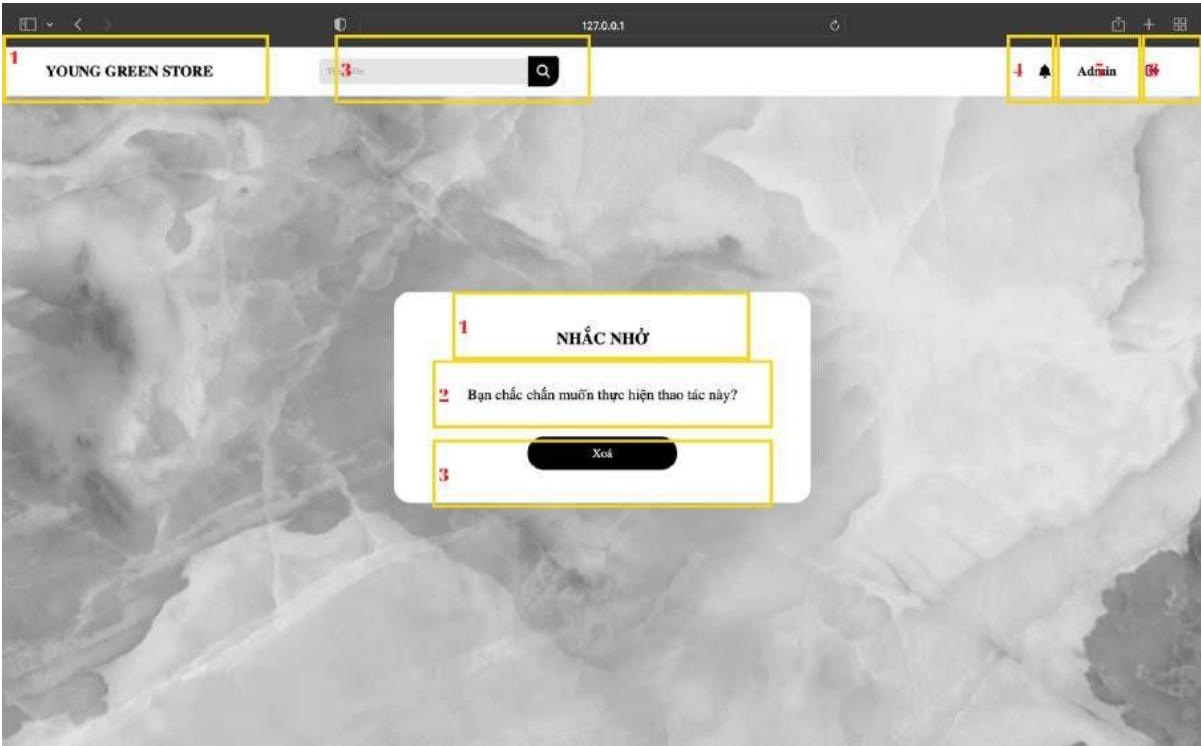 127.0.0.1
1
YOUNG GREEN STORE
3
4
Admin
1
NHẮC NHỞ
2
Bạn chắc chắn muốn thực hiện thao tác này?
Xoá
3